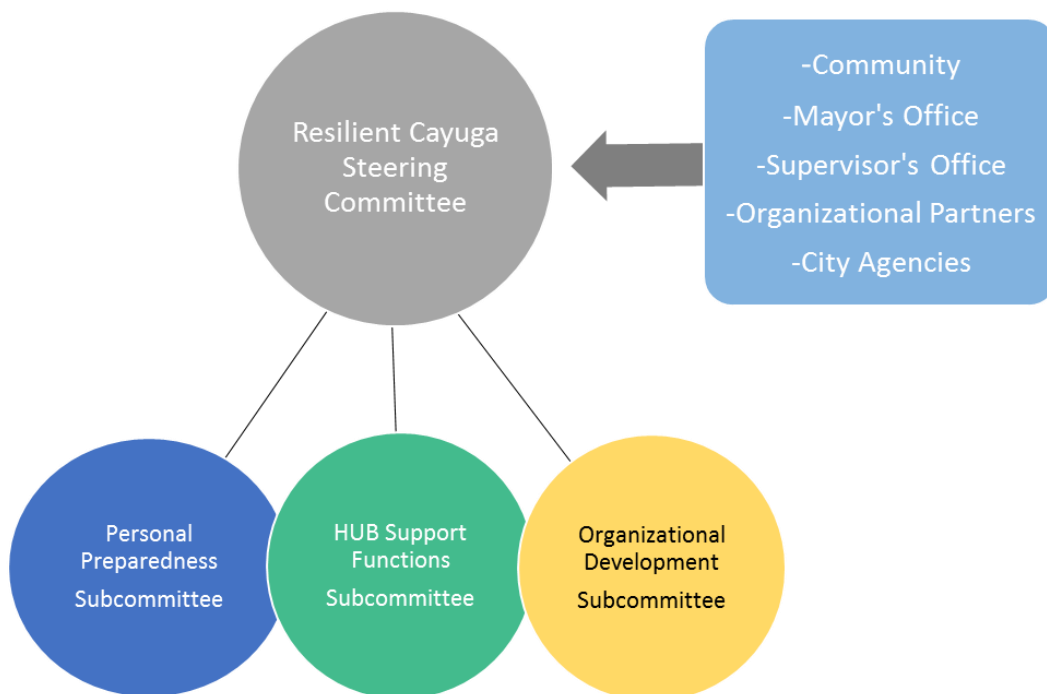 Resilient Cayuga
Steering
Committee
-Community
-Mayor's Office
-Supervisor's Office
-Organizational Partners
-City Agencies
Personal
Preparedness
Subcommittee
HUB Support
Functions
Subcommittee
Organizational
Development
Subcommittee